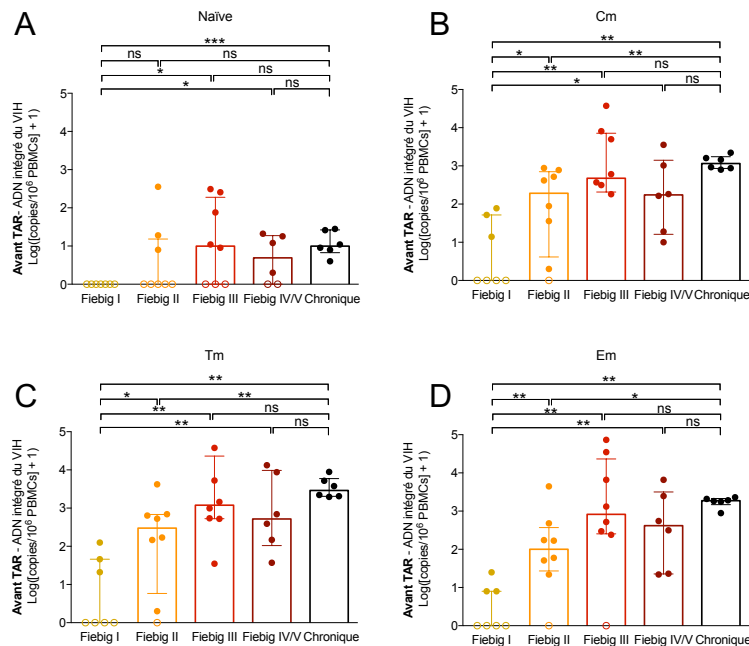 A
Naïve
***
ns
ns
*
ns
*
ns
Avant TAR- ADN intégré du VIH
Log([copies/10⁶ PBMCs] + 1)
5
4
3
2
1
0
Fiebig I
Fiebig II
Fiebig III
Fiebig IV/V
Chronique
B
Cm
**
*
**
**
ns
*
ns
Avant TAR - ADN intégré du VIH
Log([copies/10⁶ PBMCs] + 1)
5
4
3
2
1
0
Fiebig I
Fiebig II
Fiebig III
Fiebig IV/V
Chronique
C
Tm
**
*
**
**
ns
**
ns
Avant TAR - ADN intégré du VIH
Log([copies/10⁶ PBMCs] + 1)
5
4
3
2
1
0
Fiebig I
Fiebig II
Fiebig III
Fiebig IV/V
Chronique
D
Em
**
**
*
**
ns
**
ns
Avant TAR - ADN intégré du VIH
Log([copies/10⁶ PBMCs] + 1)
5
4
3
2
1
0
Fiebig I
Fiebig II
Fiebig III
Fiebig IV/V
Chronique